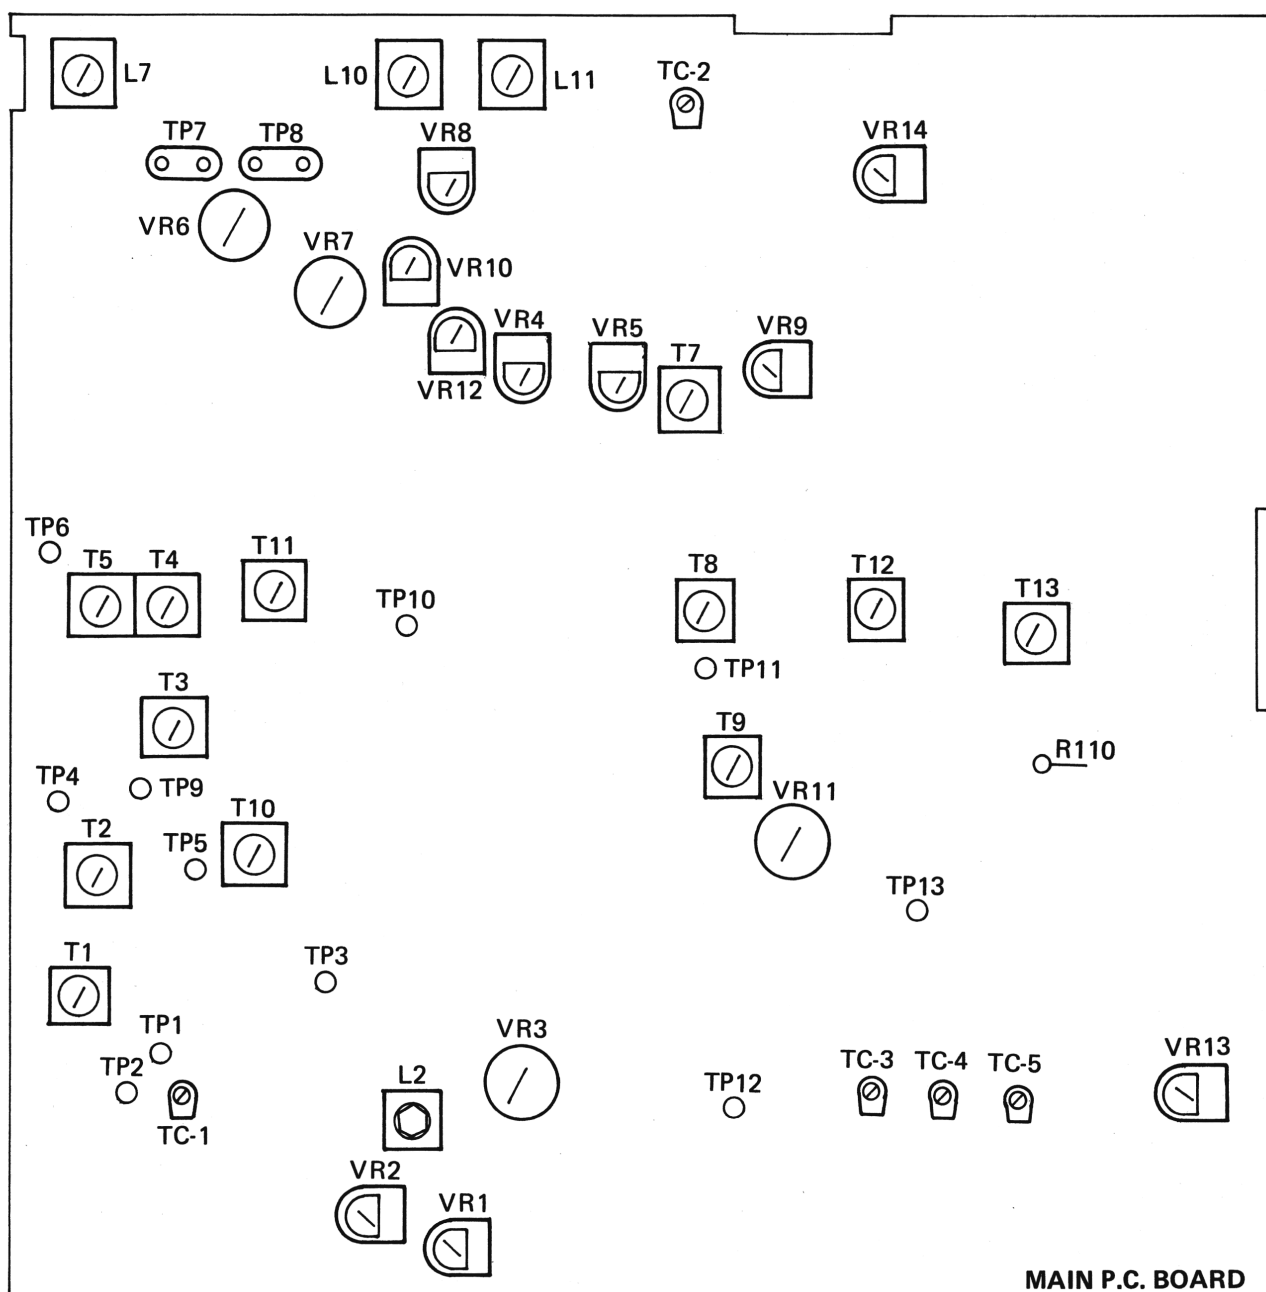 L7
L10
L11
TC-2
TP7
TP8
VR8
VR14
VR6
VR7
VR10
VR4
VR5
VR9
T7
VR12
TP6
T5
T4
T11
TP10
T8
T12
T13
TP11
T3
T9
R110
TP4
TP9
VR11
T10
T2
TP5
TP13
T1
TP3
TP1
VR3
TP2
L2
TP12
TC-3
TC-4
TC-5
VR13
TC-1
VR2
VR1
MAIN P.C. BOARD